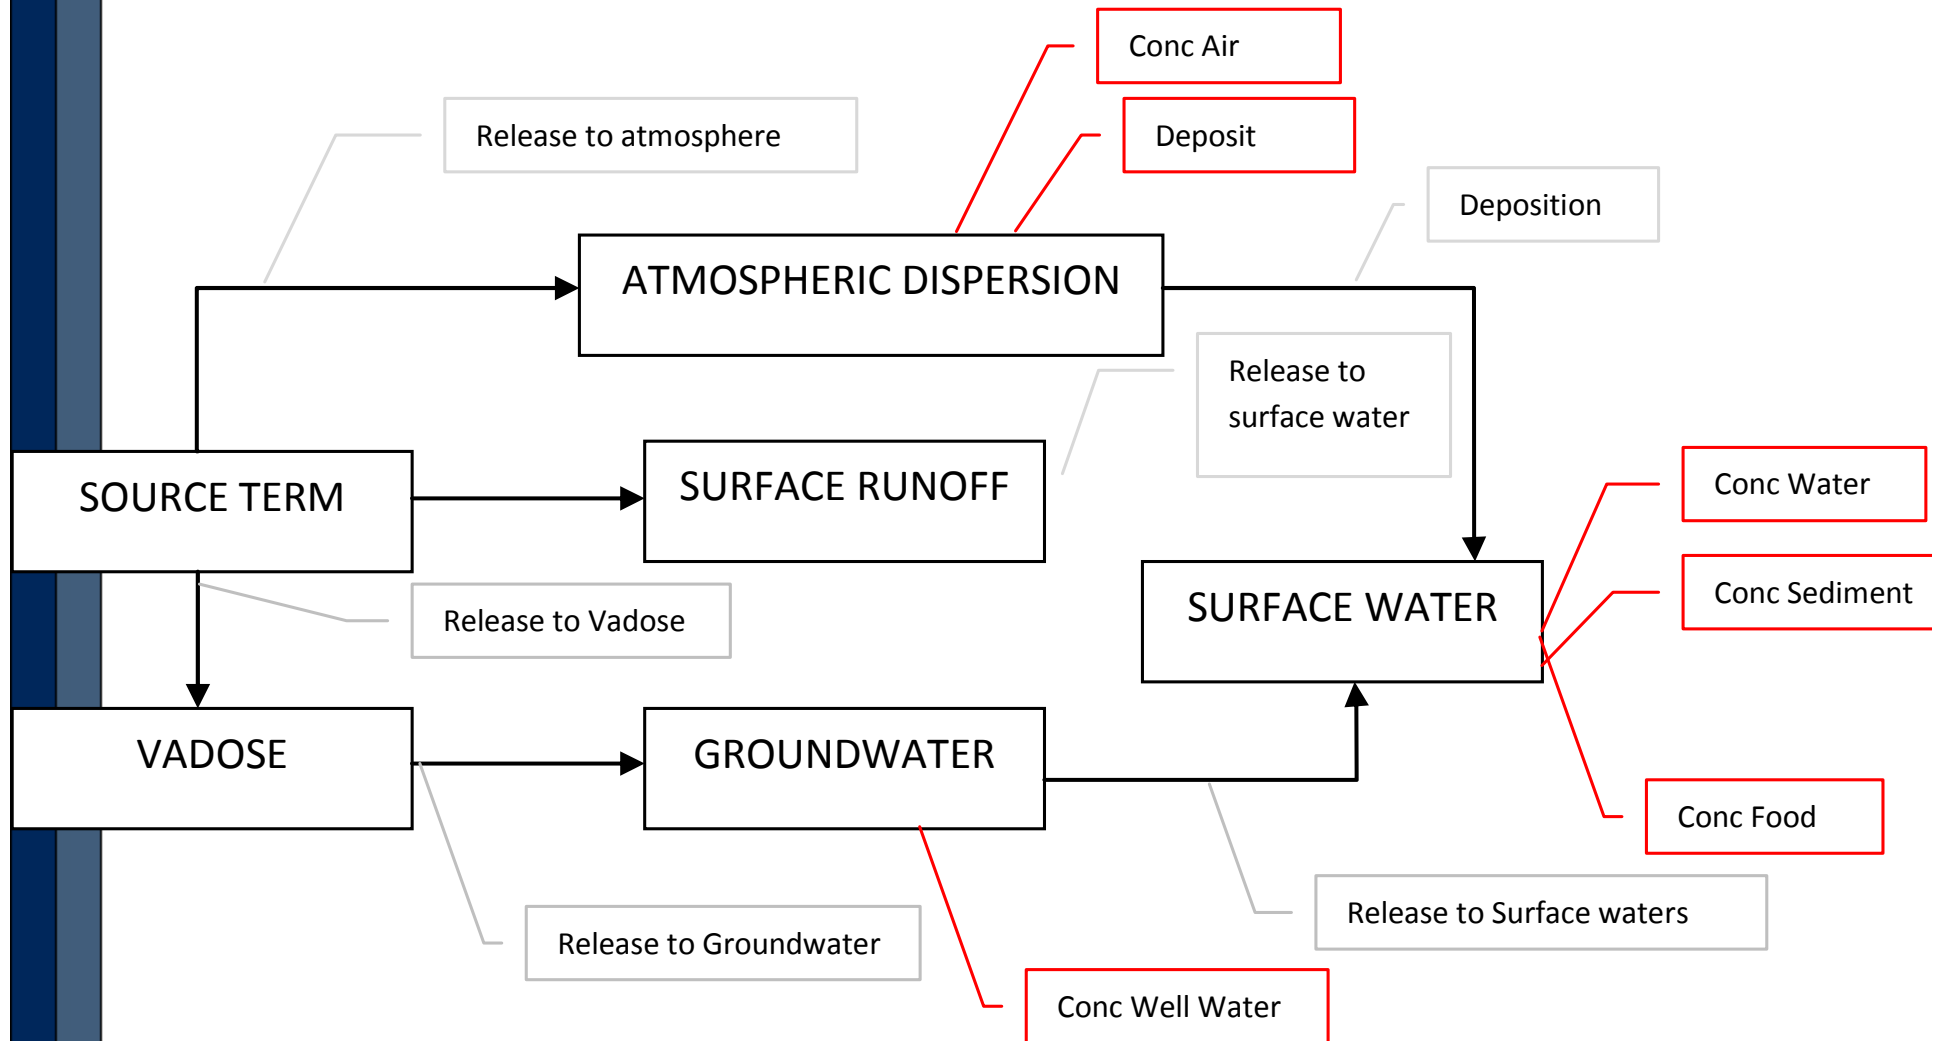 Conc Air
Release to atmosphere
Deposit
Deposition
ATMOSPHERIC DISPERSION
Release to
surface water
SOURCE TERM
SURFACE RUNOFF
Conc Water
Conc Sediment
SURFACE WATER
Release to Vadose
VADOSE
GROUNDWATER
Conc Food
Release to Surface waters
Release to Groundwater
Conc Well Water